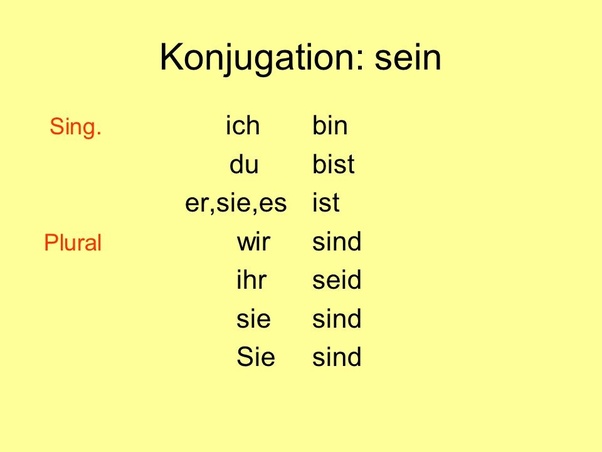 Konjugation: sein
Sing. ich bin
du bist
er,sie,es ist
Plural wir sind
ihr seid
sie sind
Sie sind